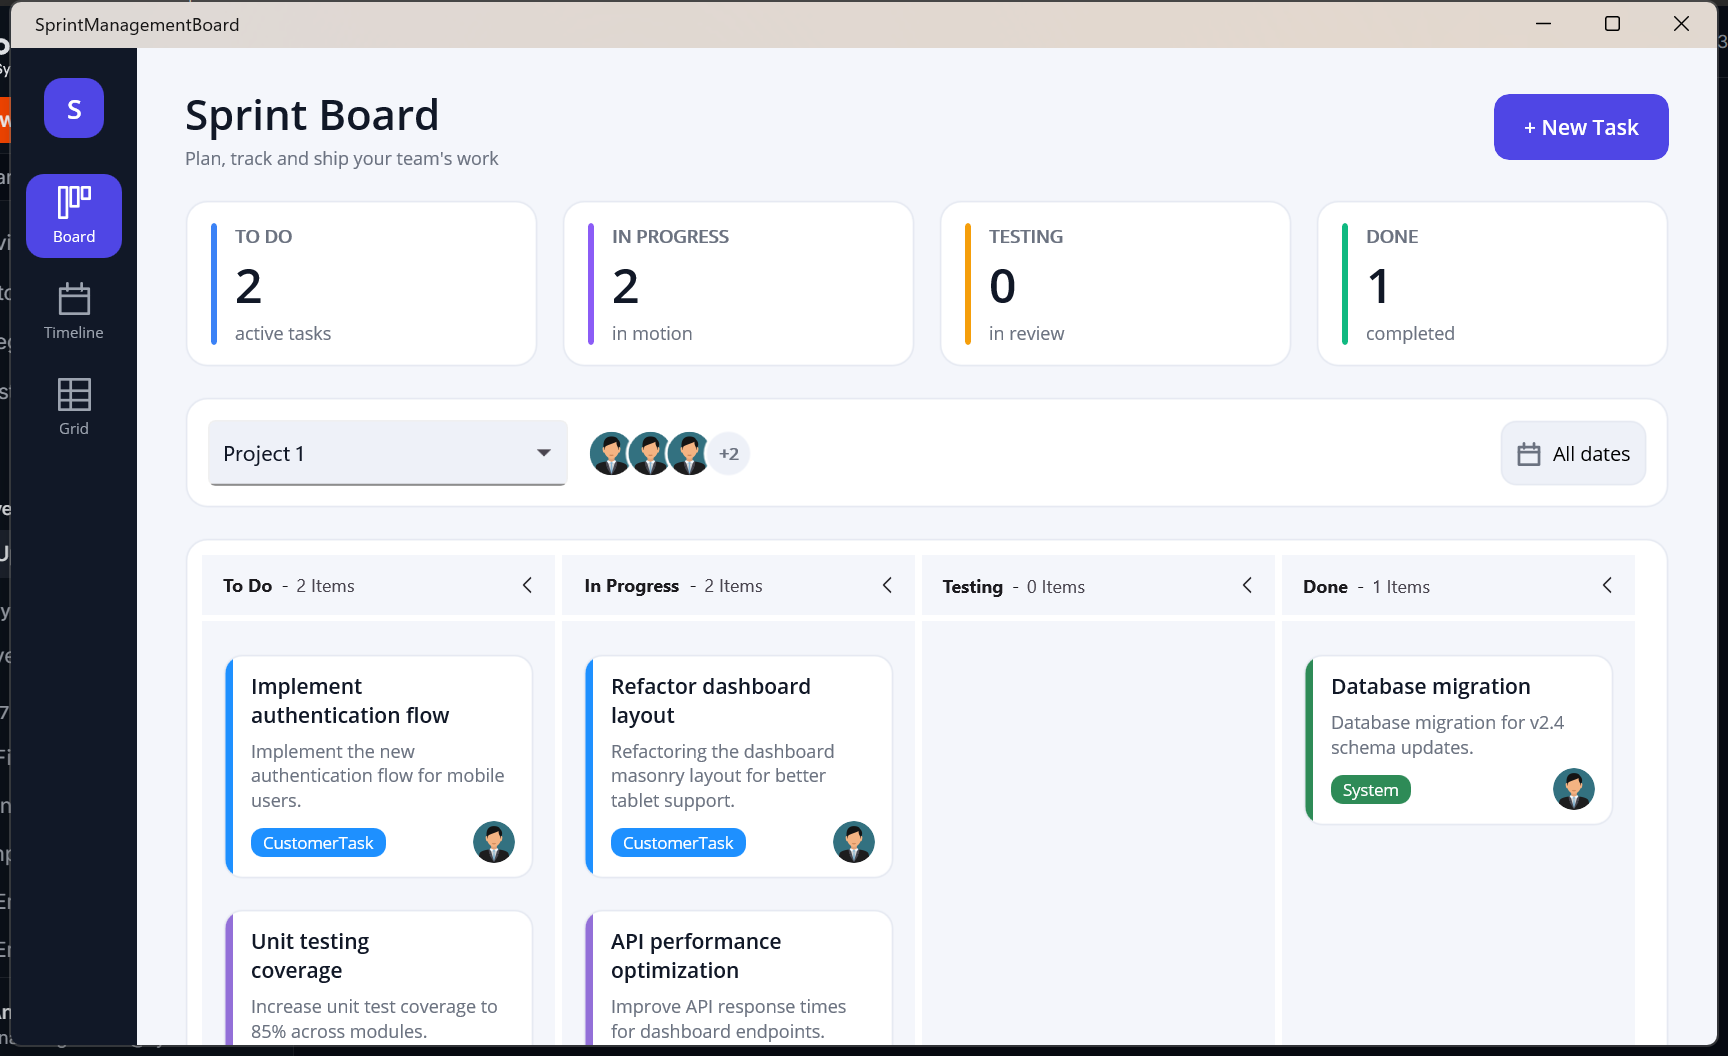 SprintManagementBoard
S
Board
Timeline
Grid
Sprint Board
Plan, track and ship your team's work
+ New Task
TO DO
2
active tasks
IN PROGRESS
2
in motion
TESTING
0
in review
DONE
1
completed
Project 1
+2
All dates
To Do - 2 Items
In Progress - 2 Items
Testing - 0 Items
Done - 1 Items
Implement
authentication flow
Implement the new
authentication flow for mobile
users.
CustomerTask
Unit testing
coverage
Increase unit test coverage to
85% across modules.
Refactor dashboard
layout
Refactoring the dashboard
masonry layout for better
tablet support.
CustomerTask
API performance
optimization
Improve API response times
for dashboard endpoints.
Database migration
Database migration for v2.4
schema updates.
System